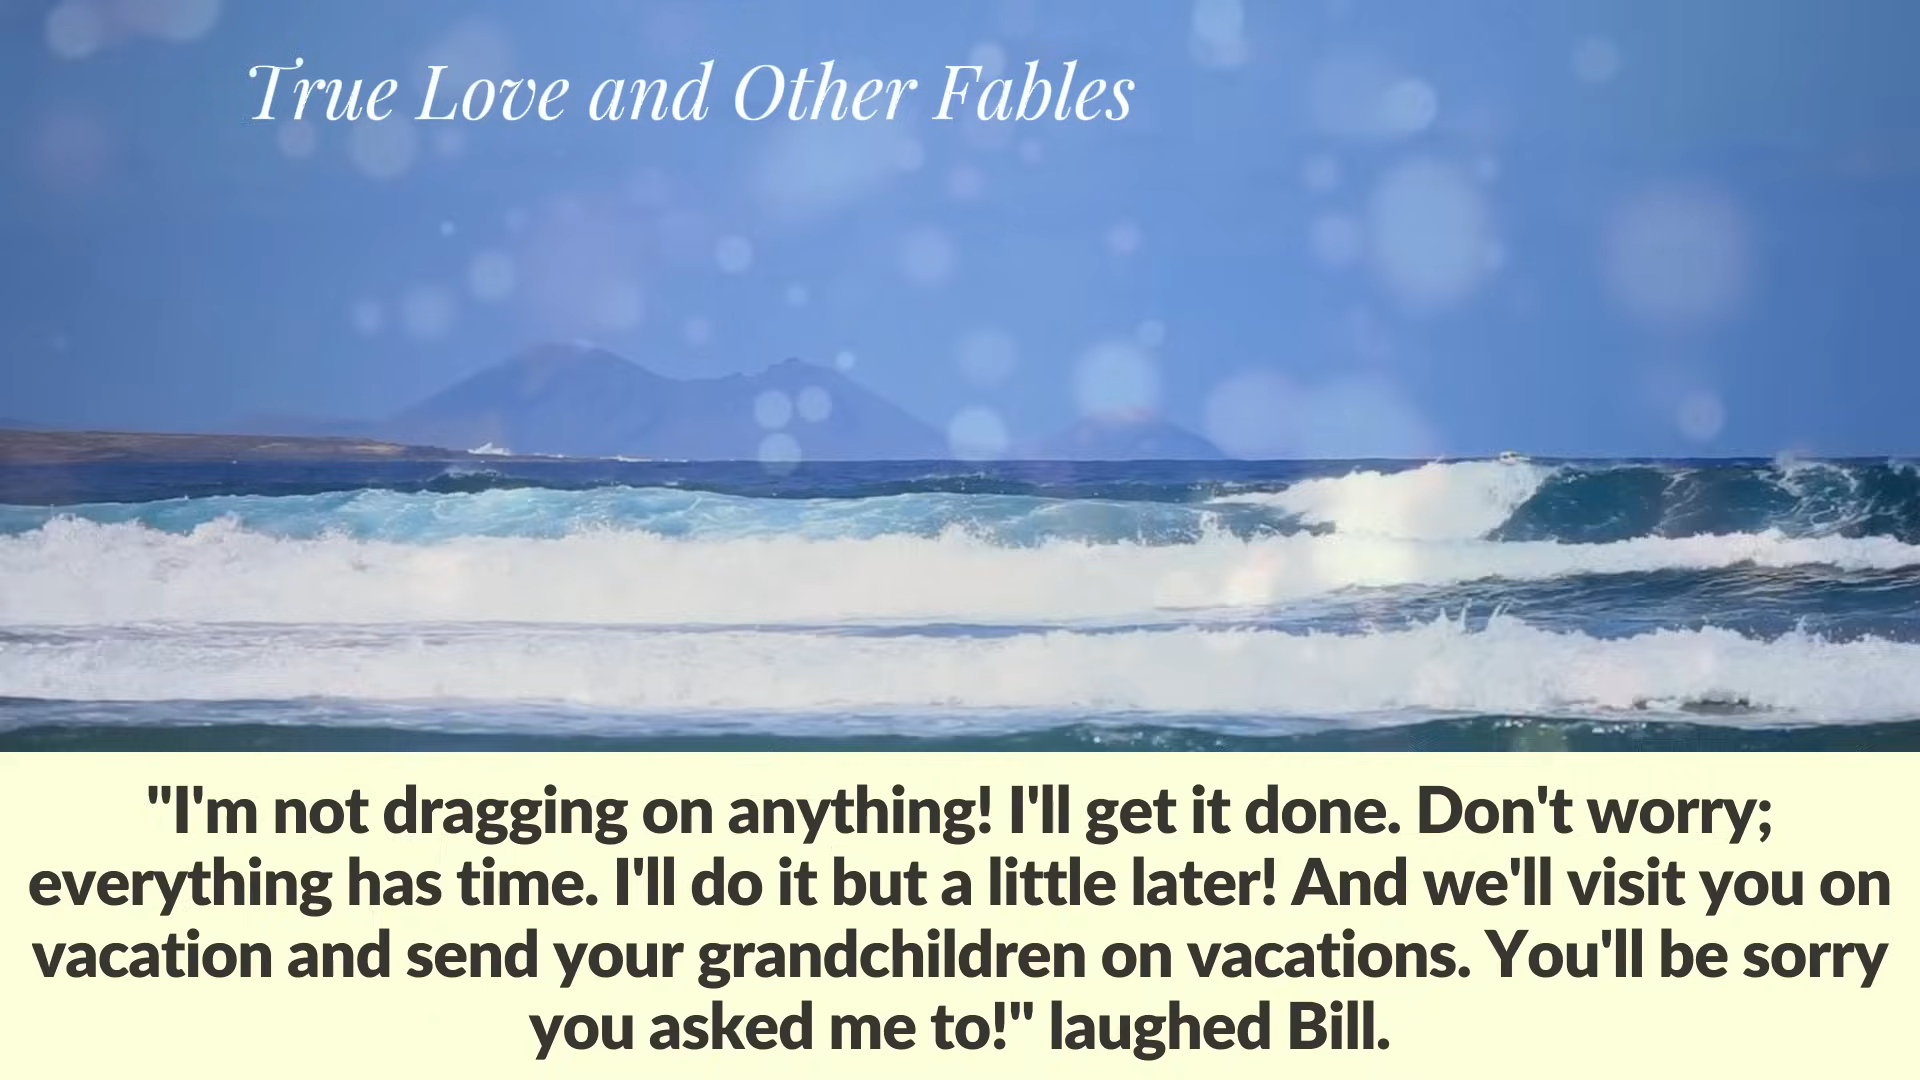 True Love and Other Fables
"I'm not dragging on anything! I'll get it done. Don't worry;
everything has time. I'll do it but a little later! And we'll visit you on
vacation and send your grandchildren on vacations. You'll be sorry
you asked me to!" laughed Bill.